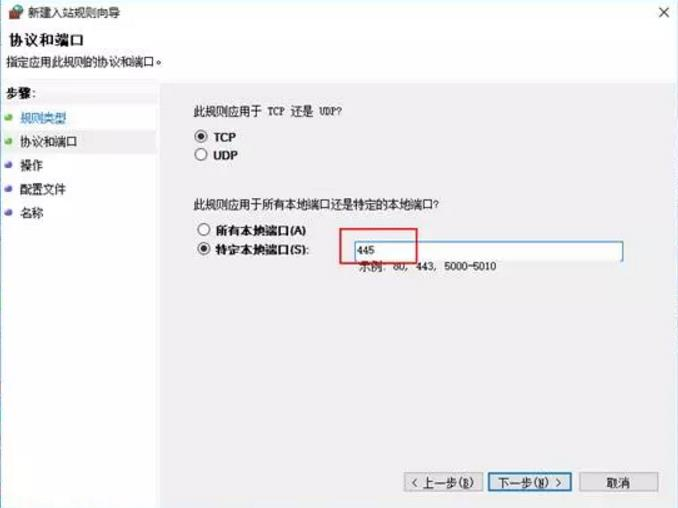 新建入站规则向导
协议和端口
指定应用此规则的协议和端口。
步骤:
规则类型
协议和端口
操作
配置文件
名称
此规则应用于 TCP 还是 UDP?
TCP
UDP
此规则应用于所有本地端口还是特定的本地端口?
所有本地端口(A)
特定本地端口(S):
445
示例: 80, 443, 5000-5010
< 上一步(B)
下一步(N) >
取消